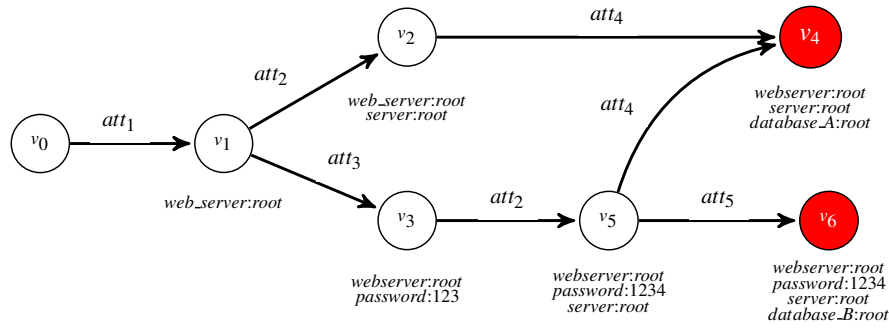 att4
v2
v4
att2
web_server:root
server:root
webserver:root
server:root
database_A:root
att4
att1
v0
v1
att3
web_server:root
att2
att5
v3
v5
v6
webserver:root
password:123
webserver:root
password:1234
server:root
webserver:root
password:1234
server:root
database_B:root